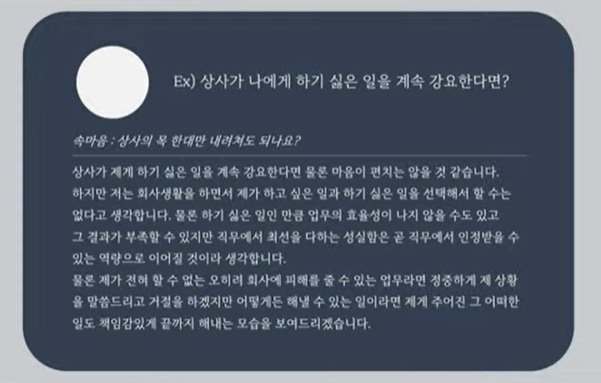 Ex) 상사가 나에게 하기 싫은 일을 계속 강요한다면?
속마음 : 상사의 목 한대만 내려쳐도 되나요?
상사가 제게 하기 싫은 일을 계속 강요한다면 물론 마음이 편치는 않을 것 같습니다.
하지만 저는 회사생활을 하면서 제가 하고 싶은 일과 하기 싫은 일을 선택해서 할 수는
없다고 생각합니다. 물론 하기 싫은 일인 만큼 업무의 효율성이 나지 않을 수도 있고
그 결과가 부족할 수 있지만 직무에서 최선을 다하는 성실함은 곧 직무에서 인정받을 수
있는 역량으로 이어질 것이라 생각합니다.
물론 제가 전혀 할 수 없는 오히려 회사에 피해를 줄 수 있는 업무라면 정중하게 제 상황
을 말씀드리고 거절을 하겠지만 어떻게든 해낼 수 있는 일이라면 제게 주어진 그 어떠한
일도 책임감있게 끝까지 해내는 모습을 보여드리겠습니다.